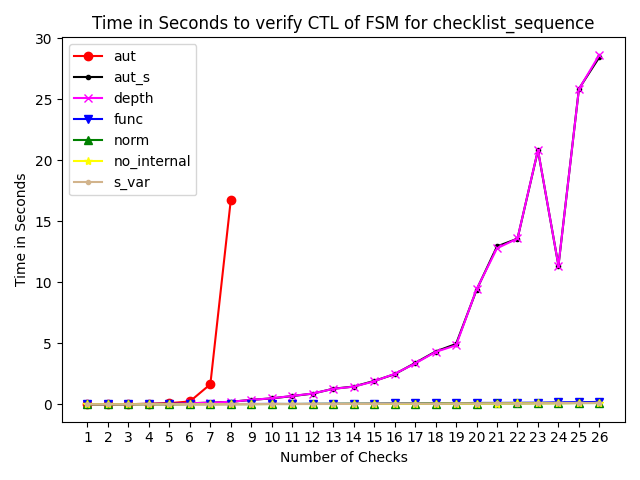 Time in Seconds to verify CTL of FSM for checklist_sequence
30
25
20
15
10
5
0
Time in Seconds
aut
aut_s
depth
func
norm
no_internal
s_var
1 2 3 4 5 6 7 8 9 10 11 12 13 14 15 16 17 18 19 20 21 22 23 24 25 26
Number of Checks